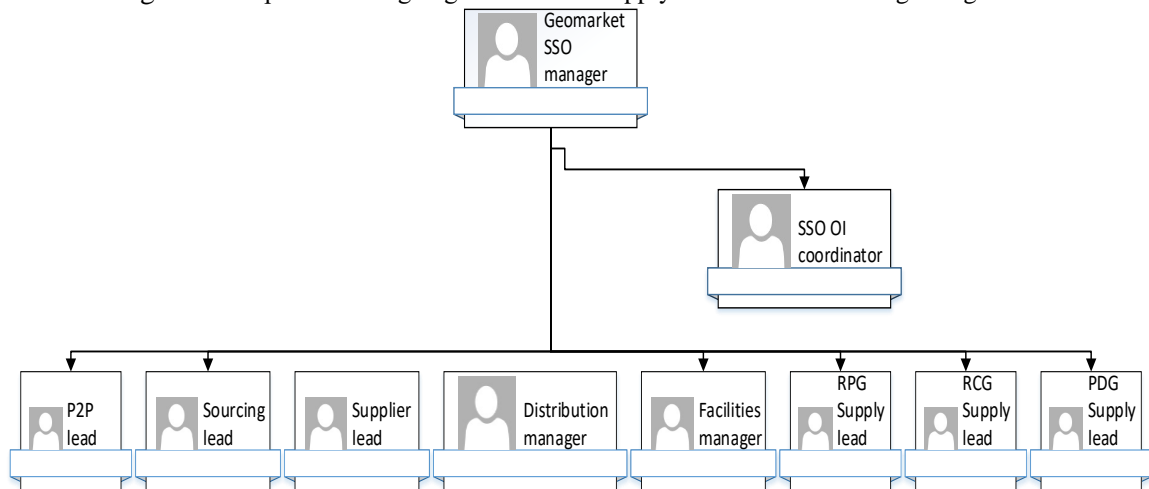 Geomarket
SSO
manager
SSO OI
coordinator
P2P
lead
Sourcing
lead
Supplier
lead
Distribution
manager
Facilities
manager
RPG
Supply
lead
RCG
Supply
lead
PDG
Supply
lead